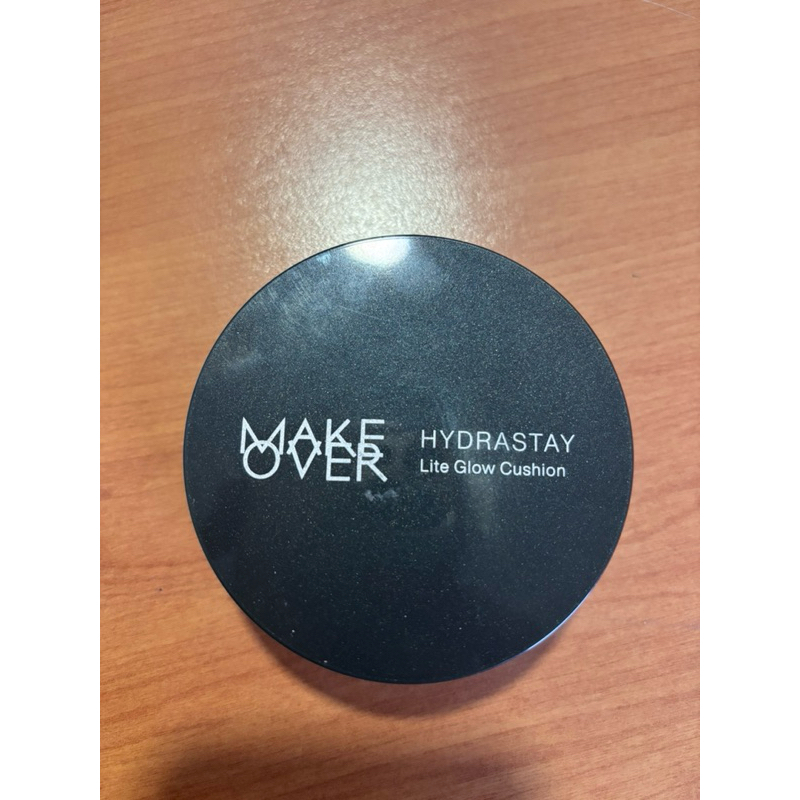 MAKE
OVER
HYDRASTAY
Lite Glow Cushion